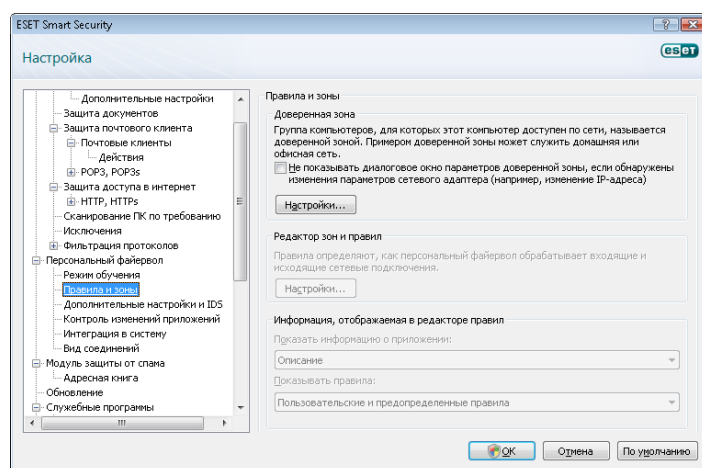 ESET Smart Security
Настройка
eset
Дополнительные настройки
Защита документов
Защита почтового клиента
Почтовые клиенты
Действия
POP3, POP3s
Защита доступа в интернет
HTTP, HTTPs
Сканирование ПК по требованию
Исключения
Фильтрация протоколов
Персональный файервол
Режим обучения
Правила и зоны
Дополнительные настройки и IDS
Контроль изменений приложений
Интеграция в систему
Вид соединений
Модуль защиты от спама
Адресная книга
Обновление
Служебные программы
Правила и зоны
Доверенная зона
Группа компьютеров, для которых этот компьютер доступен по сети, называется
доверенной зоной. Примером доверенной зоны может служить домашняя или
офисная сеть.
Не показывать диалоговое окно параметров доверенной зоны, если обнаружены
изменения параметров сетевого адаптера (например, изменение IP-адреса)
Настройки...
Редактор зон и правил
Правила определяют, как персональный файервол обрабатывает входящие и
исходящие сетевые подключения.
Настройки...
Информация, отображаемая в редакторе правил
Показать информацию о приложении:
Описание
Показывать правила:
Пользовательские и предопределенные правила
OK
Отмена
По умолчанию